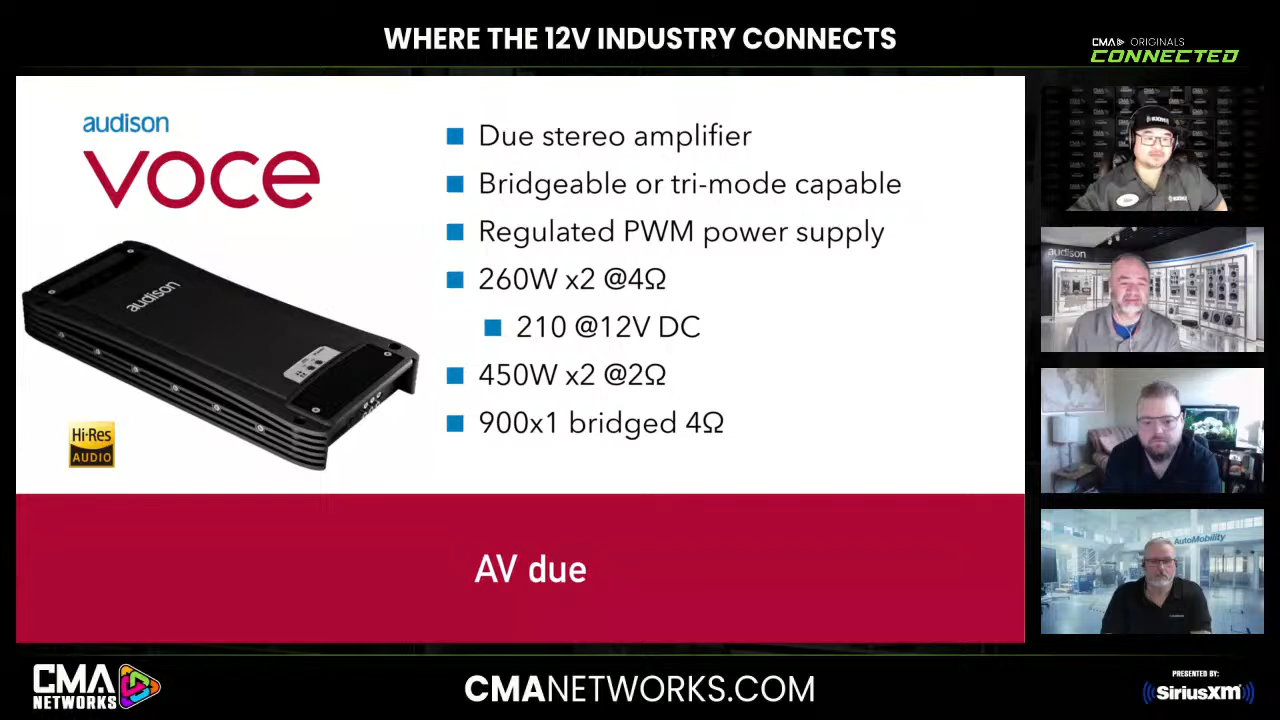 WHERE THE 12V INDUSTRY CONNECTS
CMA ORIGINALS
CONNECTED
audison
voce
audison
Hi-Res
AUDIO
Due stereo amplifier
Bridgeable or tri-mode capable
Regulated PWM power supply
260W x2 @4Ω
210 @12V DC
450W x2 @2Ω
900x1 bridged 4Ω
AV due
audison
AutoMobility
CMA
NETWORKS
CMANETWORKS.COM
PRESENTED BY:
SiriusXM